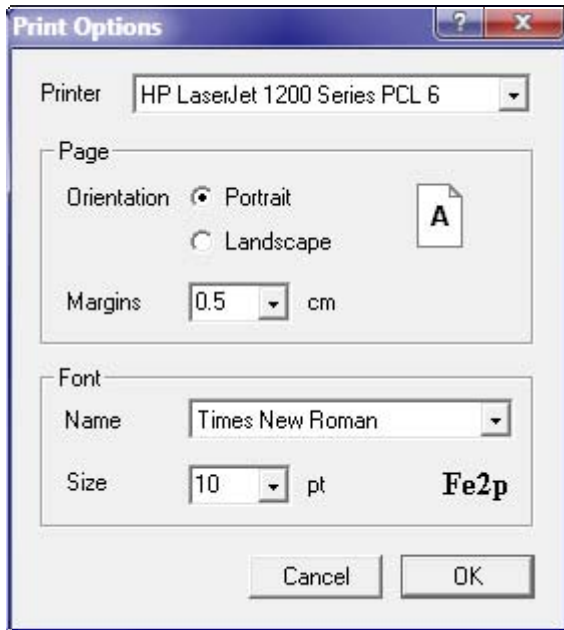 Print Options
Printer HP LaserJet 1200 Series PCL 6
Page
Orientation Portrait
A
Landscape
Margins 0.5 cm
Font
Name Times New Roman
Size 10 pt Fe2p
Cancel OK